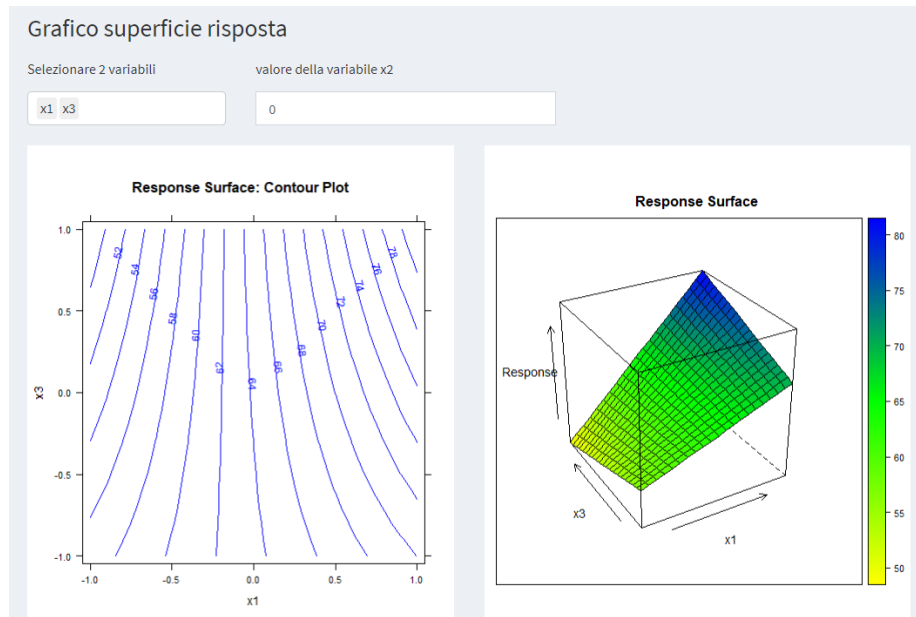 Grafico superficie risposta
Selezionare 2 variabili
valore della variabile x2
x1 x3
0
Response Surface: Contour Plot
1.0
0.5
0.0
-0.5
-1.0
x3
52
54
56
58
60
62
64
66
68
70
72
74
76
78
-1.0 -0.5 0.0 0.5 1.0
x1
Response Surface
Response
x3
x1
80
75
70
65
60
55
50